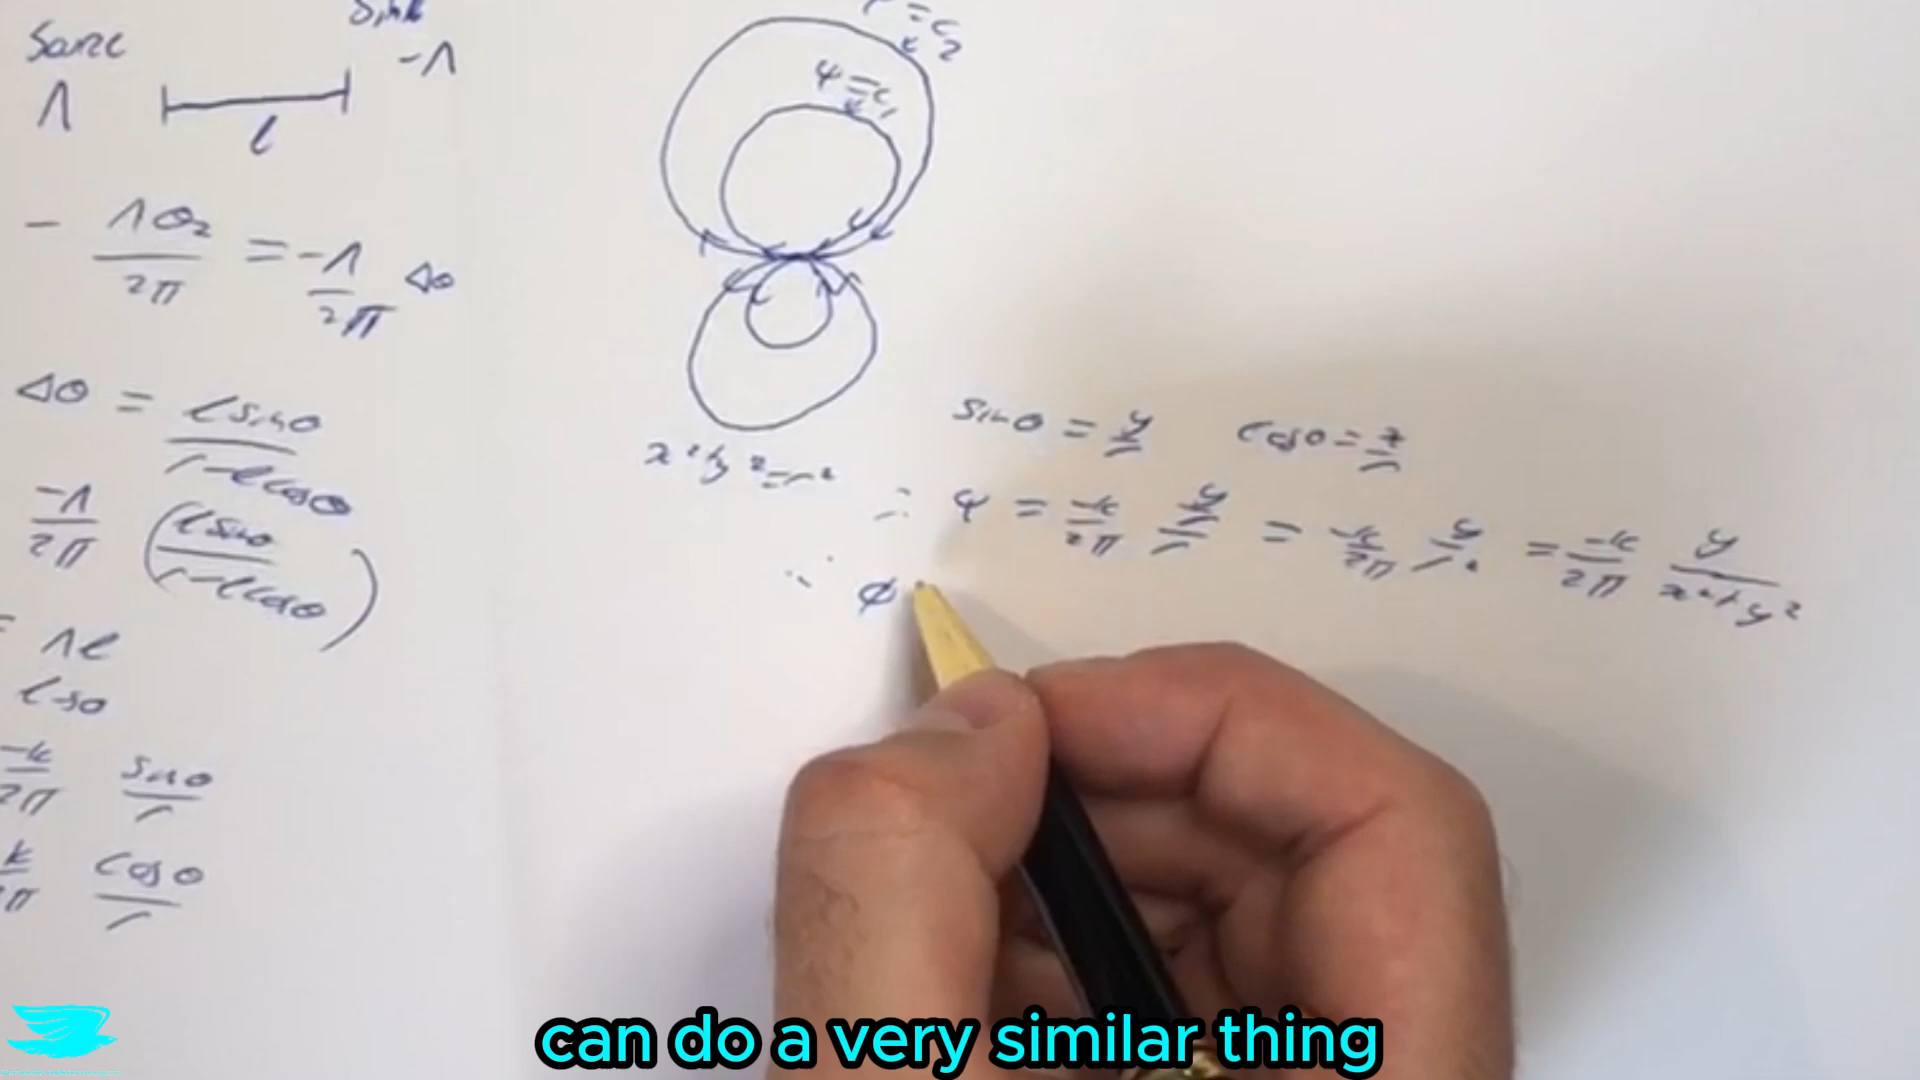 Source
Sink
Λ
-Λ
l
- Λθ₂/2π = -Λ/2π Δθ
Δθ = l sinθ / r-l cosθ
-Λ/2π (l sinθ / r-l cosθ)
= Λl
l→0
-k/2π sinθ/r
k/2π cosθ/r
ψ=c₂
ψ=c₁
x²+y²=r²
sinθ = y/r cosθ = x/r
∴ ψ = -k/2π y/r/r = -k/2π y/r² = -k/2π y/x²+y²
∵ φ
can do a very similar thing